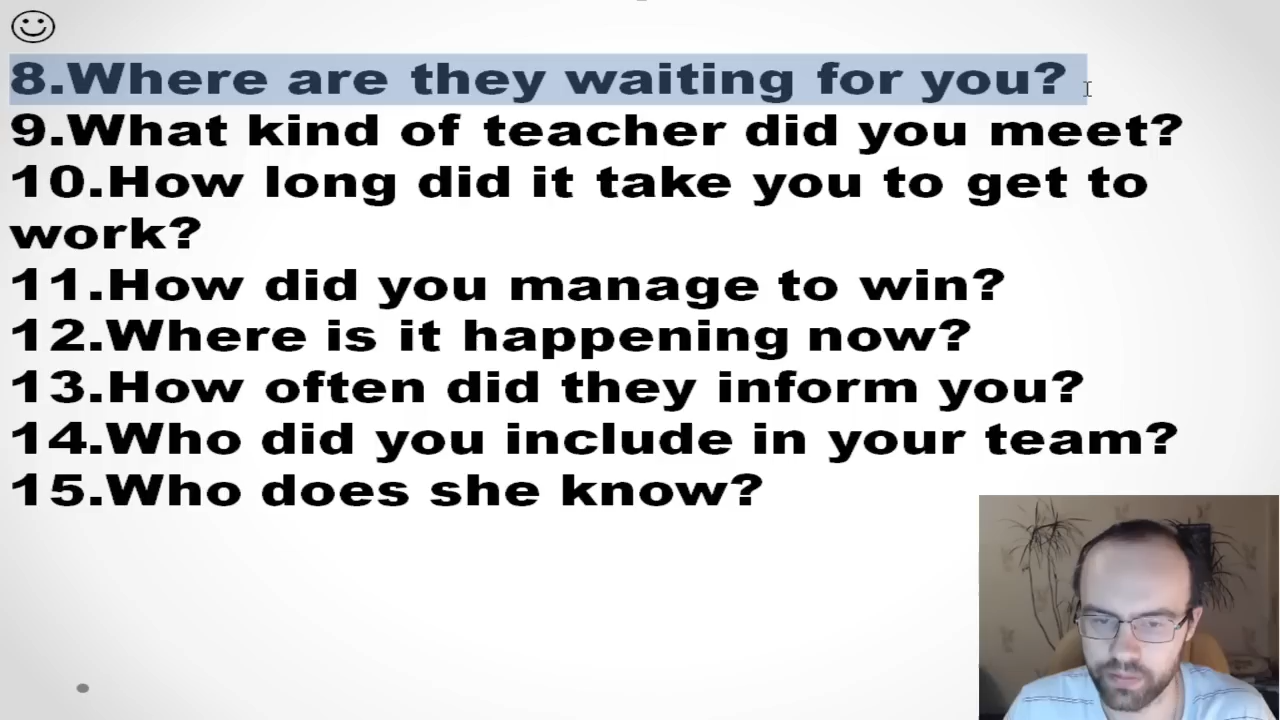 8.Where are they waiting for you?
9.What kind of teacher did you meet?
10.How long did it take you to get to
work?
11.How did you manage to win?
12.Where is it happening now?
13.How often did they inform you?
14.Who did you include in your team?
15.Who does she know?